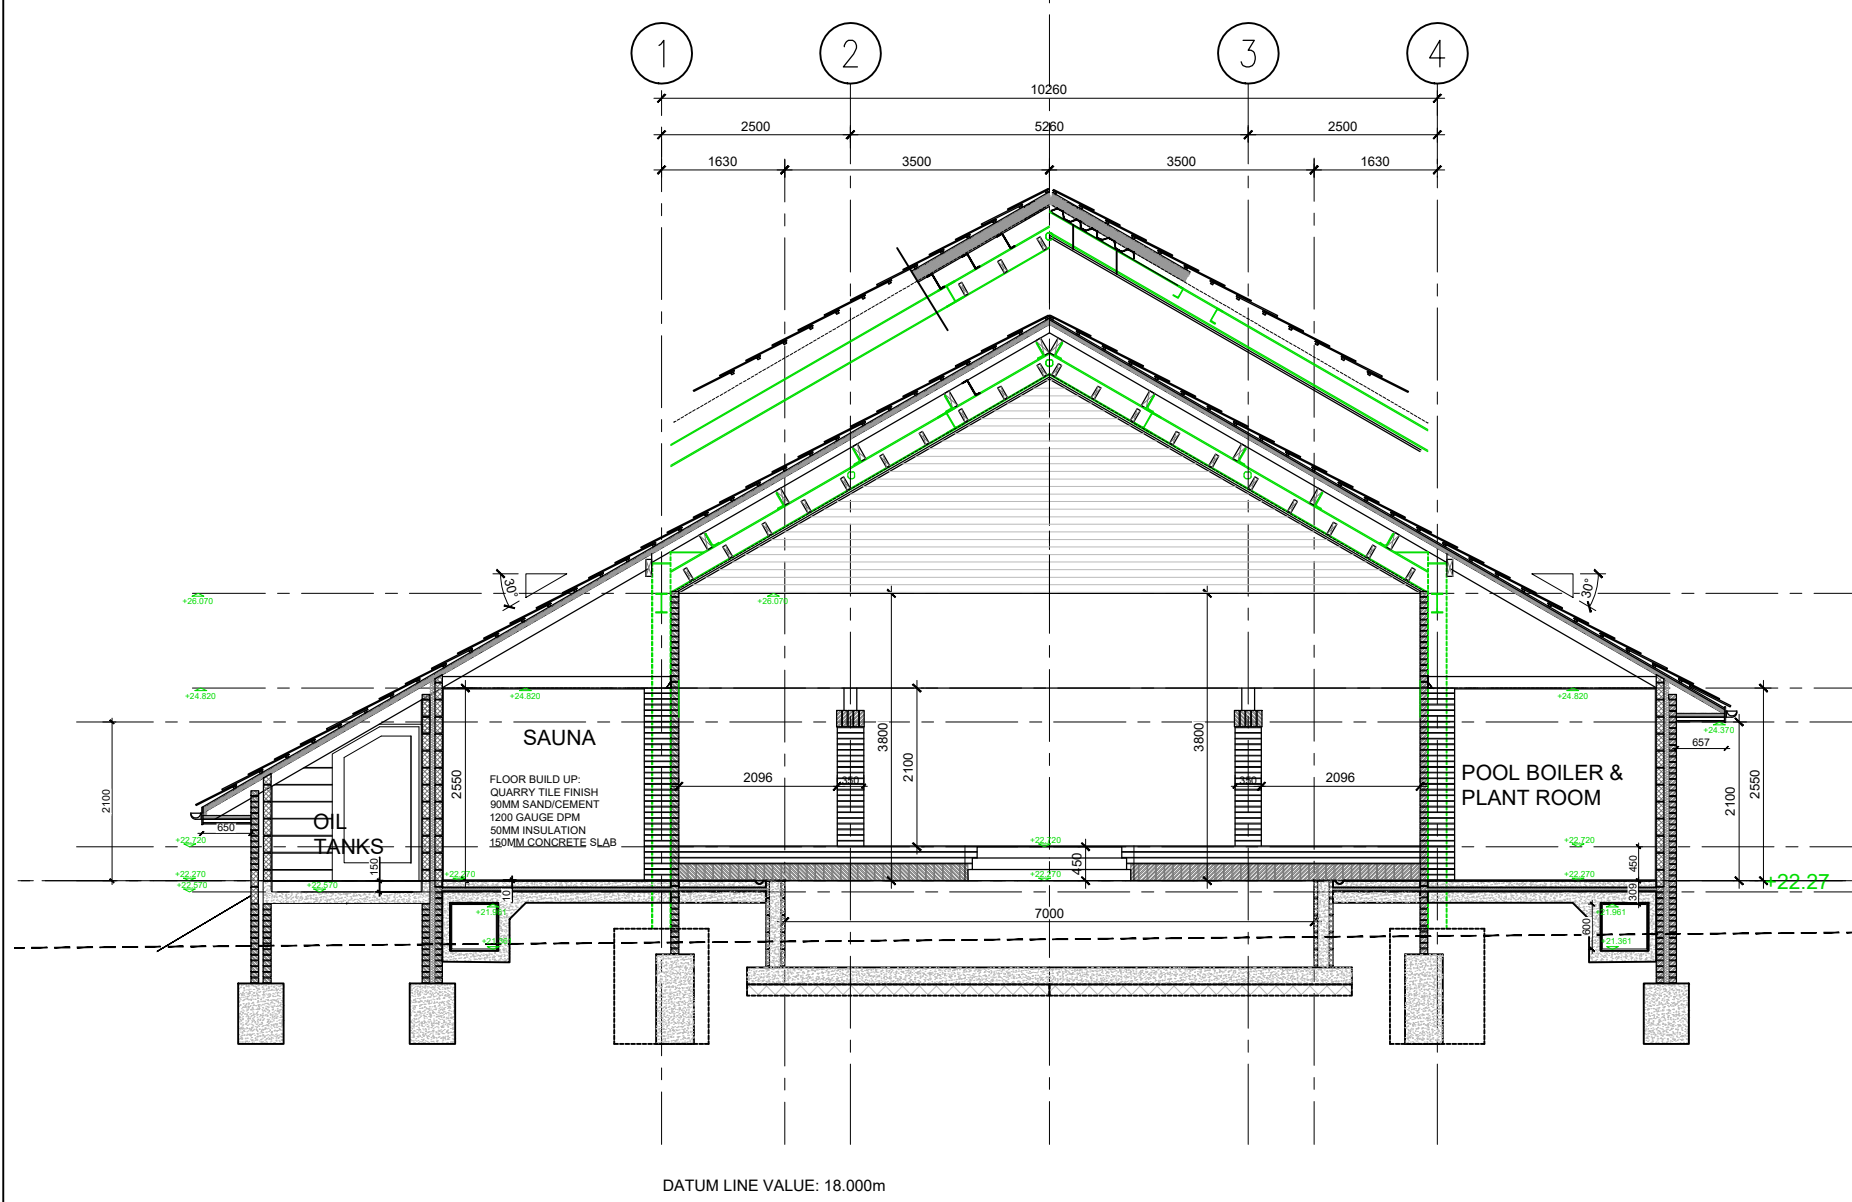 1 2 3 4
10260
2500 5260 2500
1630 3500 3500 1630
30° 30°
+26.070 +26.070
+24.820 +24.820 +24.820
+24.370
SAUNA
657
3800 3800
2100
2550
2096 350 350 2096
POOL BOILER &
PLANT ROOM
2100 2550
FLOOR BUILD UP:
QUARRY TILE FINISH
90MM SAND/CEMENT
1200 GAUGE DPM
50MM INSULATION
150MM CONCRETE SLAB
2100
OIL
TANKS
650
+22.720 +22.720 +22.720
150 450 450
+22.270 +22.270 +22.270 +22.270
+22.570 +22.570
+22.27
309
+21.961
7000
600
+21.361
DATUM LINE VALUE: 18.000m